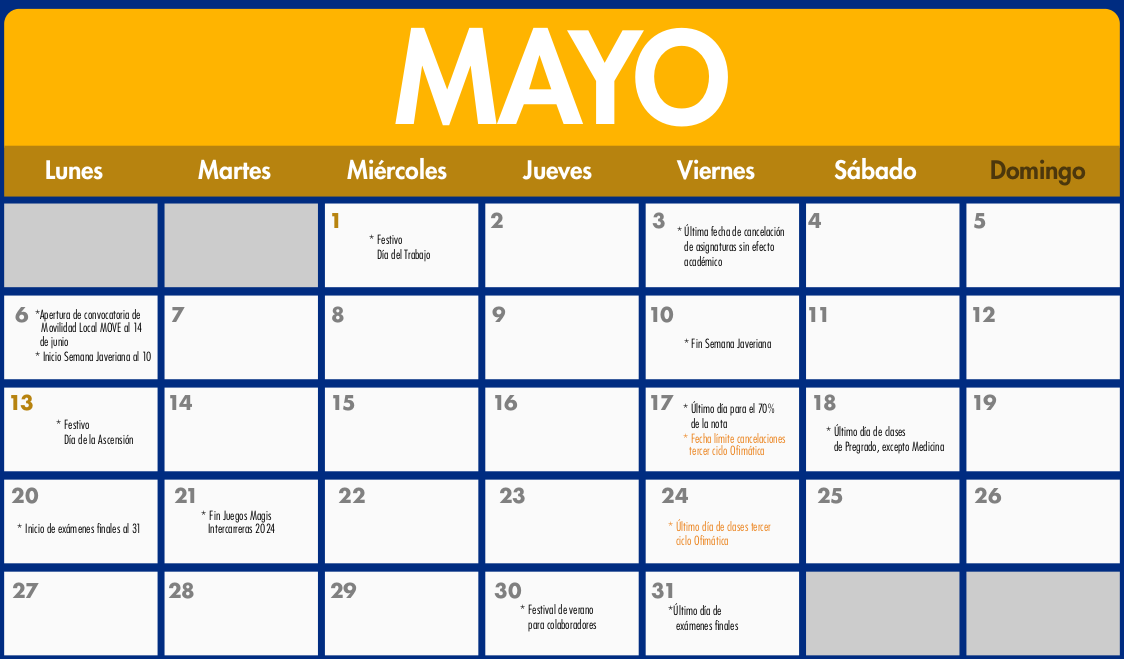 MAYO
Lunes
Martes
Miércoles
Jueves
Viernes
Sábado
Domingo
1
* Festivo
Día del Trabajo
2
3
* Última fecha de cancelación
de asignaturas sin efecto
académico
4
5
6
*Apertura de convocatoria de
Movilidad Local MOVE al 14
de junio
* Inicio Semana Javeriana al 10
7
8
9
10
* Fin Semana Javeriana
11
12
13
* Festivo
Día de la Ascensión
14
15
16
17
* Último día para el 70%
de la nota
* Fecha límite cancelaciones
tercer ciclo Ofimática
18
* Último día de clases
de Pregrado, excepto Medicina
19
20
* Inicio de exámenes finales al 31
21
* Fin Juegos Magis
Intercarreras 2024
22
23
24
* Último día de clases tercer
ciclo Ofimática
25
26
27
28
29
30
* Festival de verano
para colaboradores
31
*Último día de
exámenes finales